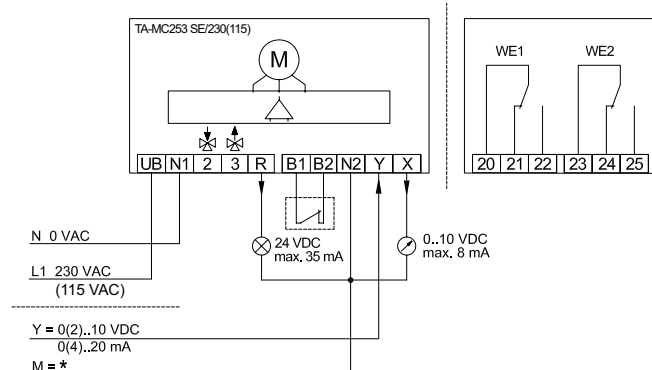 TA-MC253 SE/230(115)
M
WE1 WE2
UB N1 2 3 R B1 B2 N2 Y X
20 21 22 23 24 25
N 0 VAC
24 VDC
max. 35 mA
0..10 VDC
max. 8 mA
L1 230 VAC
(115 VAC)
Y = 0(2)..10 VDC
0(4)..20 mA
M = *